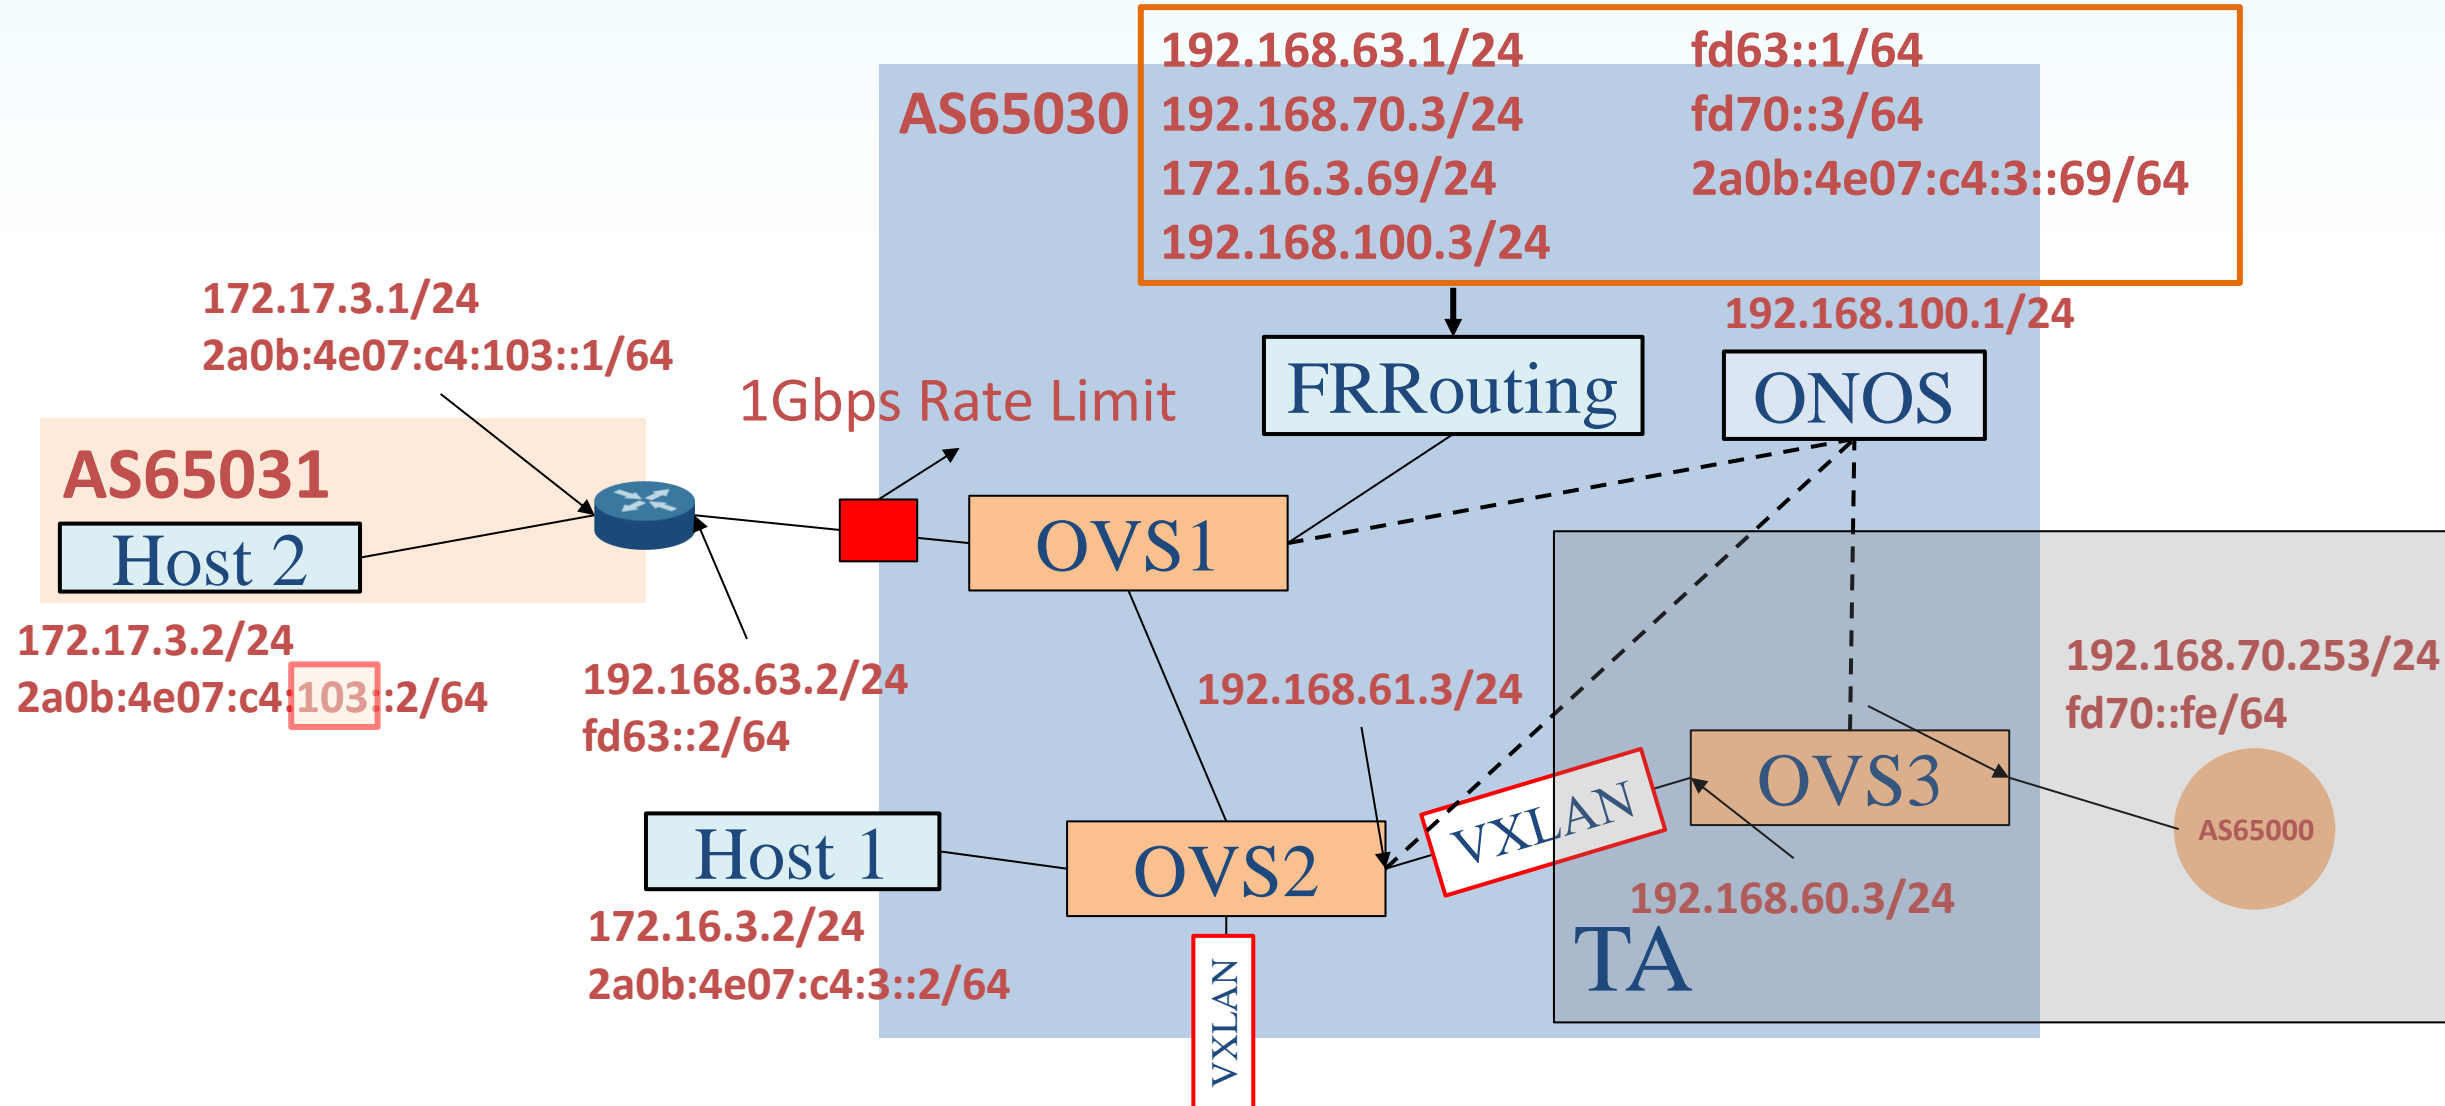 192.168.63.1/24 fd63::1/64
AS65030
192.168.70.3/24 fd70::3/64
172.16.3.69/24 2a0b:4e07:c4:3::69/64
192.168.100.3/24
172.17.3.1/24
2a0b:4e07:c4:103::1/64
192.168.100.1/24
1Gbps Rate Limit
FRRouting
ONOS
AS65031
Host 2
OVS1
172.17.3.2/24
2a0b:4e07:c4:103::2/64
192.168.63.2/24
fd63::2/64
192.168.61.3/24
192.168.70.253/24
fd70::fe/64
OVS3
VXLAN
AS65000
Host 1
OVS2
192.168.60.3/24
172.16.3.2/24
2a0b:4e07:c4:3::2/64
TA
VXLAN